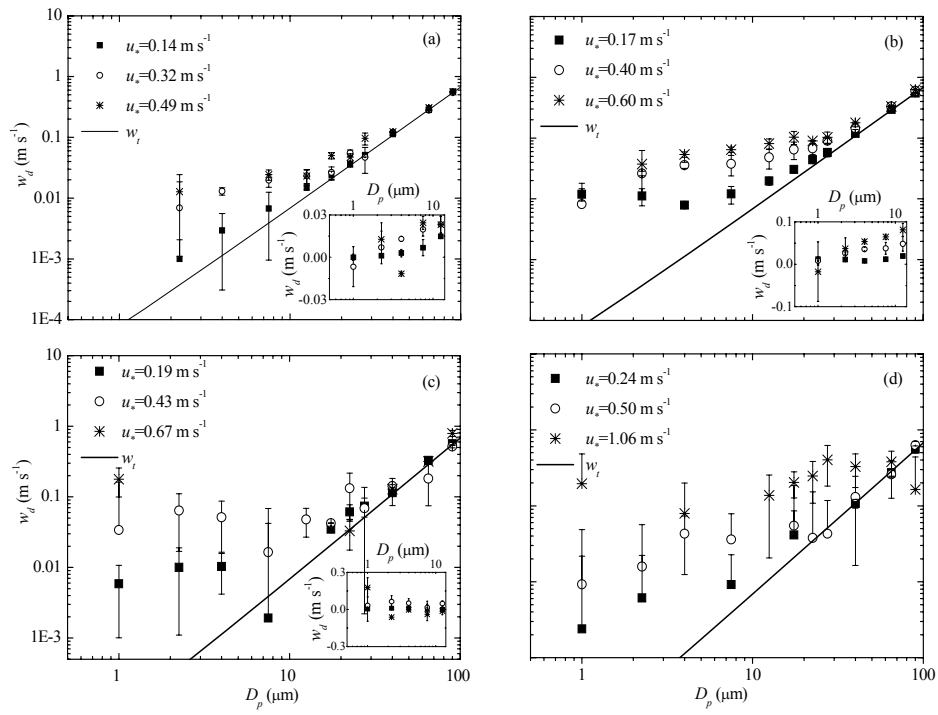 10
1
0.1
0.01
1E-3
1E-4
w_d (m s⁻¹)
(a)
u_*=0.14 m s⁻¹
u_*=0.32 m s⁻¹
u_*=0.49 m s⁻¹
w_t
D_p (μm)
1 10
0.03
0.00
-0.03
w_d (m s⁻¹)
(b)
u_*=0.17 m s⁻¹
u_*=0.40 m s⁻¹
u_*=0.60 m s⁻¹
w_t
D_p (μm)
1 10
0.1
0.0
-0.1
w_d (m s⁻¹)
10
1
0.1
0.01
1E-3
w_d (m s⁻¹)
(c)
u_*=0.19 m s⁻¹
u_*=0.43 m s⁻¹
u_*=0.67 m s⁻¹
w_t
D_p (μm)
1 10
0.3
0.0
-0.3
w_d (m s⁻¹)
1 10 100
D_p (μm)
(d)
u_*=0.24 m s⁻¹
u_*=0.50 m s⁻¹
u_*=1.06 m s⁻¹
w_t
1 10 100
D_p (μm)